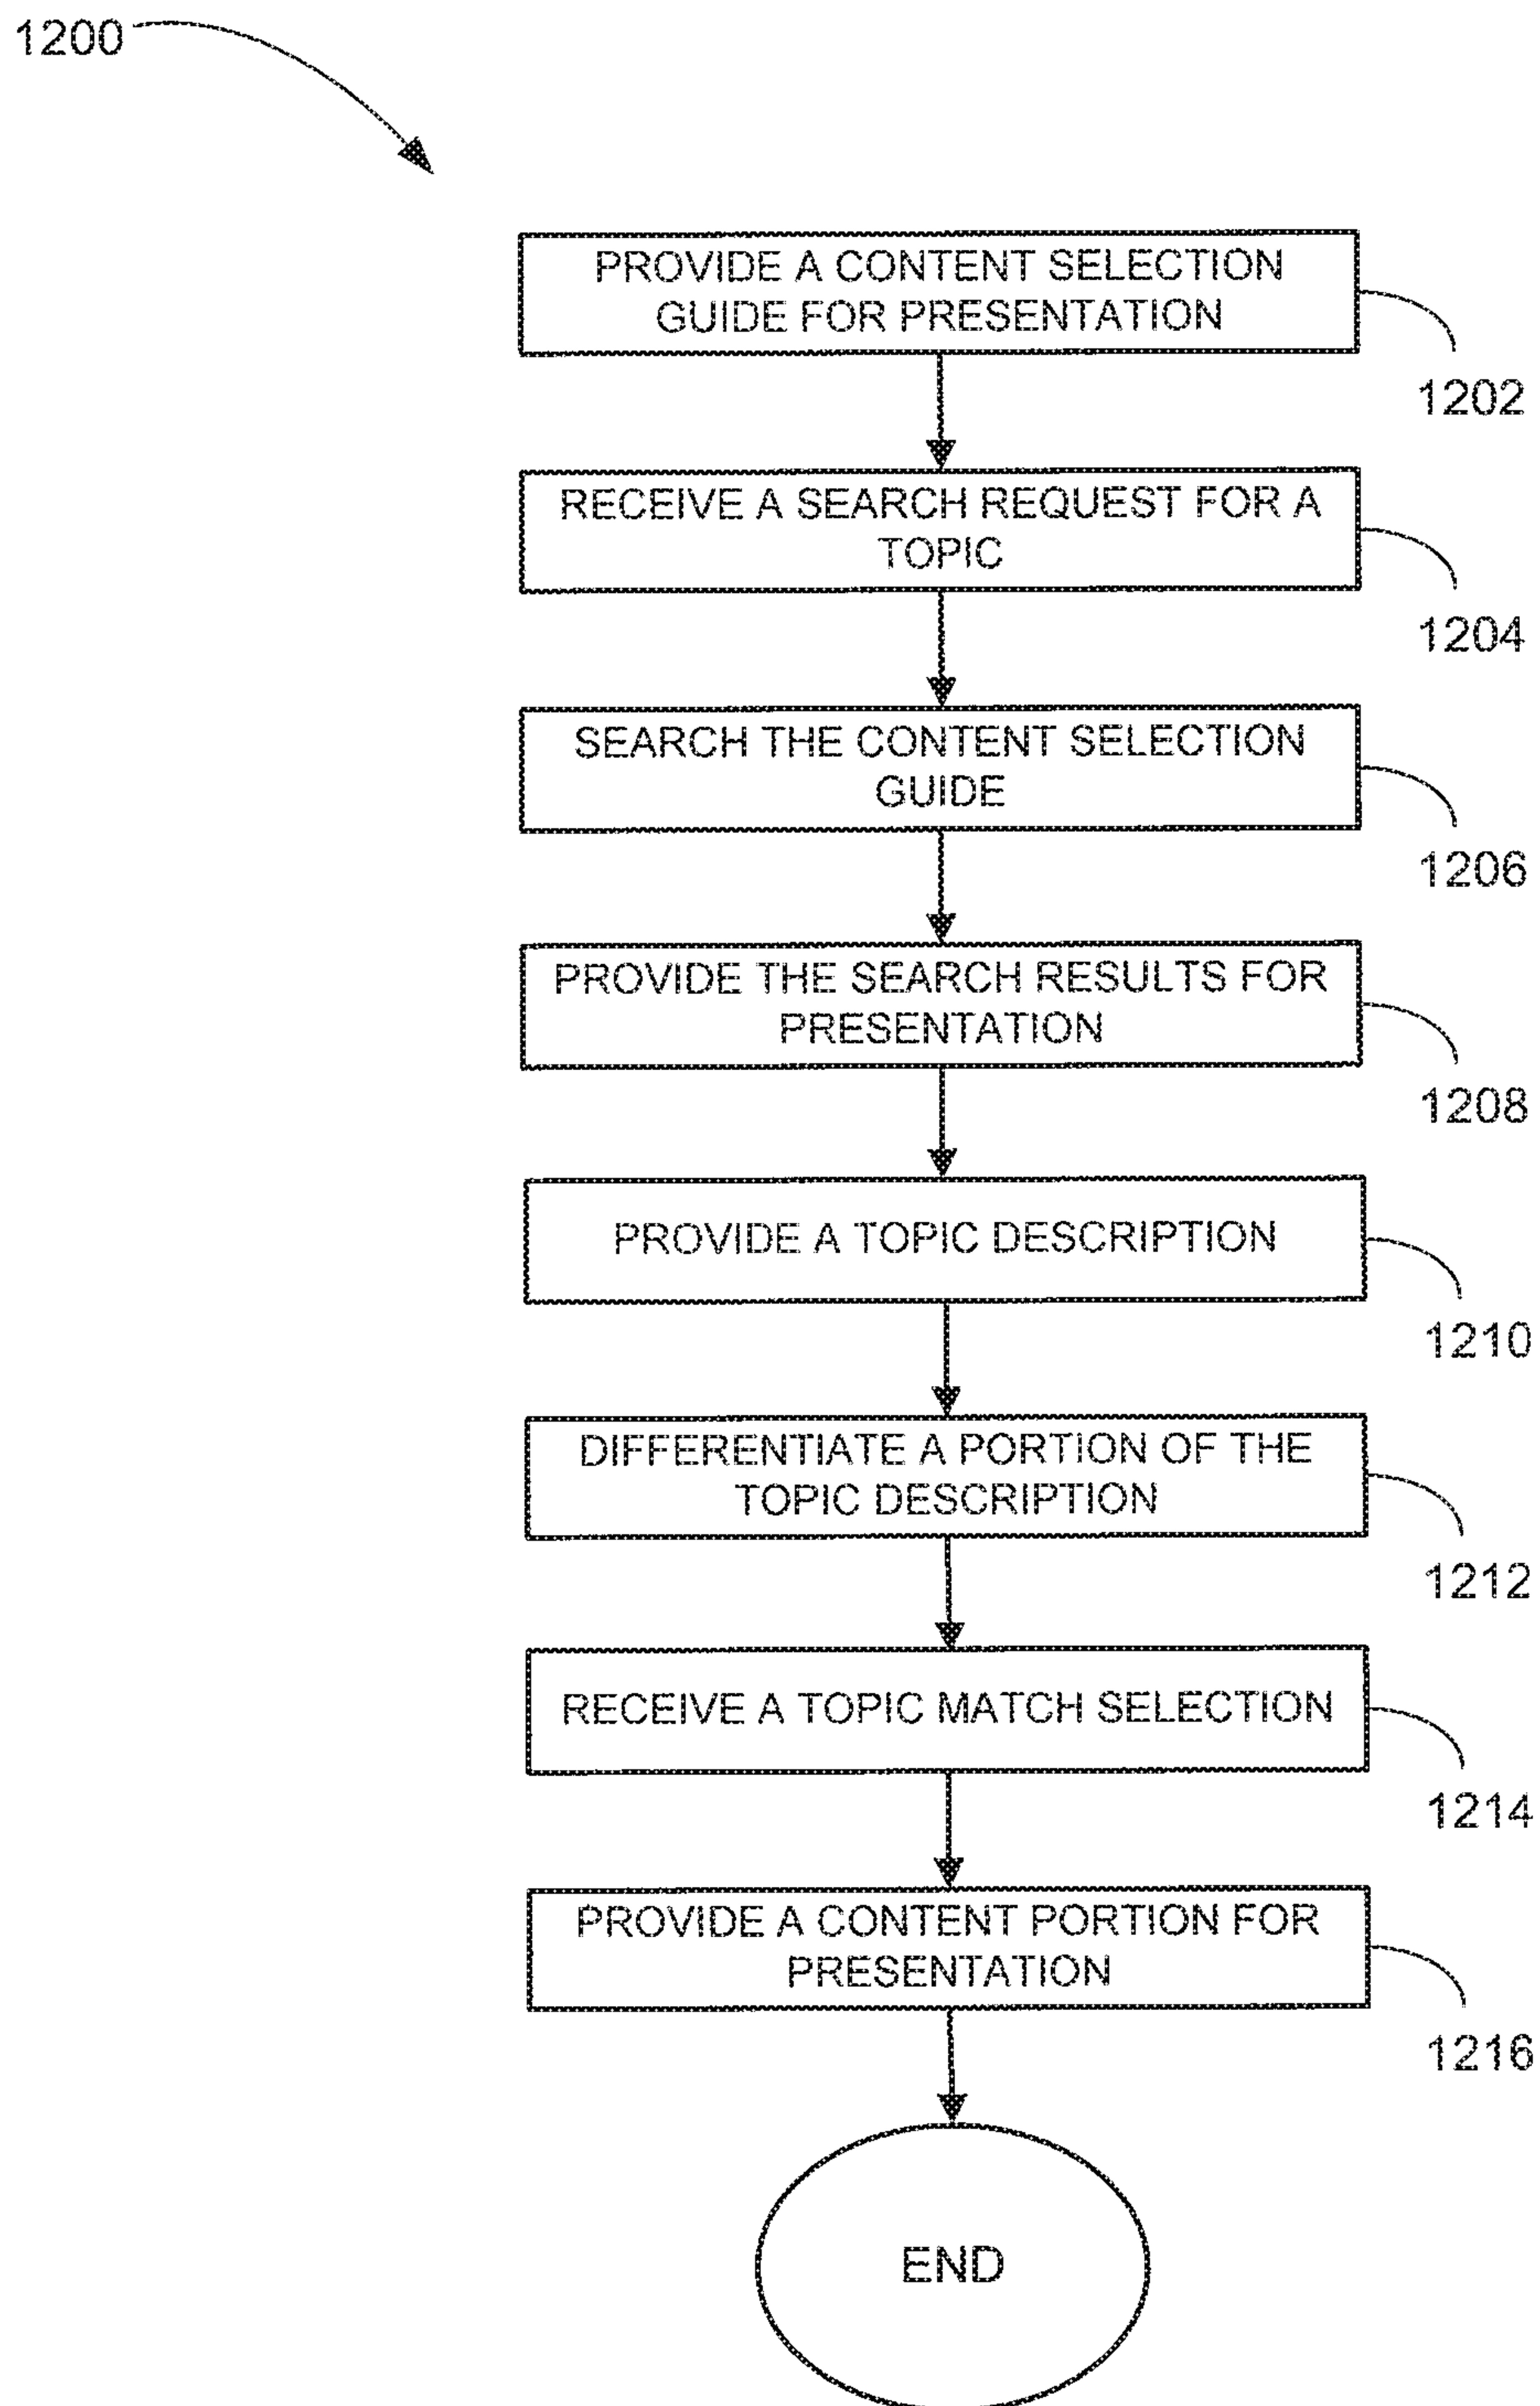 1200
PROVIDE A CONTENT SELECTION
GUIDE FOR PRESENTATION
1202
RECEIVE A SEARCH REQUEST FOR A
TOPIC
1204
SEARCH THE CONTENT SELECTION
GUIDE
1206
PROVIDE THE SEARCH RESULTS FOR
PRESENTATION
1208
PROVIDE A TOPIC DESCRIPTION
1210
DIFFERENTIATE A PORTION OF THE
TOPIC DESCRIPTION
1212
RECEIVE A TOPIC MATCH SELECTION
1214
PROVIDE A CONTENT PORTION FOR
PRESENTATION
1216
END